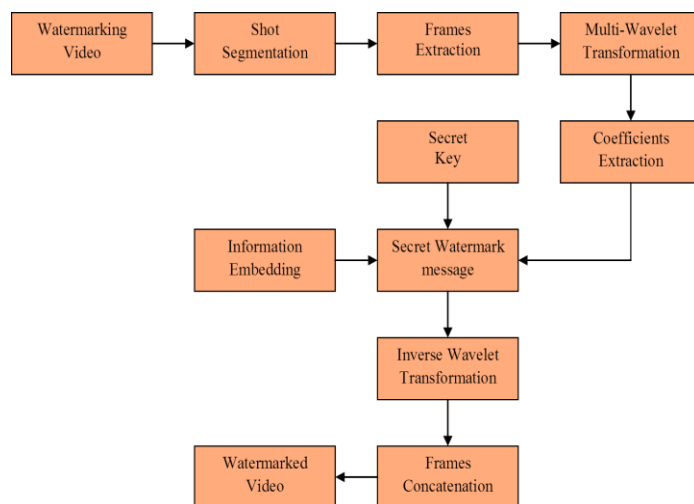 Watermarking
Video
Shot
Segmentation
Frames
Extraction
Multi-Wavelet
Transformation
Secret
Key
Coefficients
Extraction
Information
Embedding
Secret Watermark
message
Inverse Wavelet
Transformation
Watermarked
Video
Frames
Concatenation